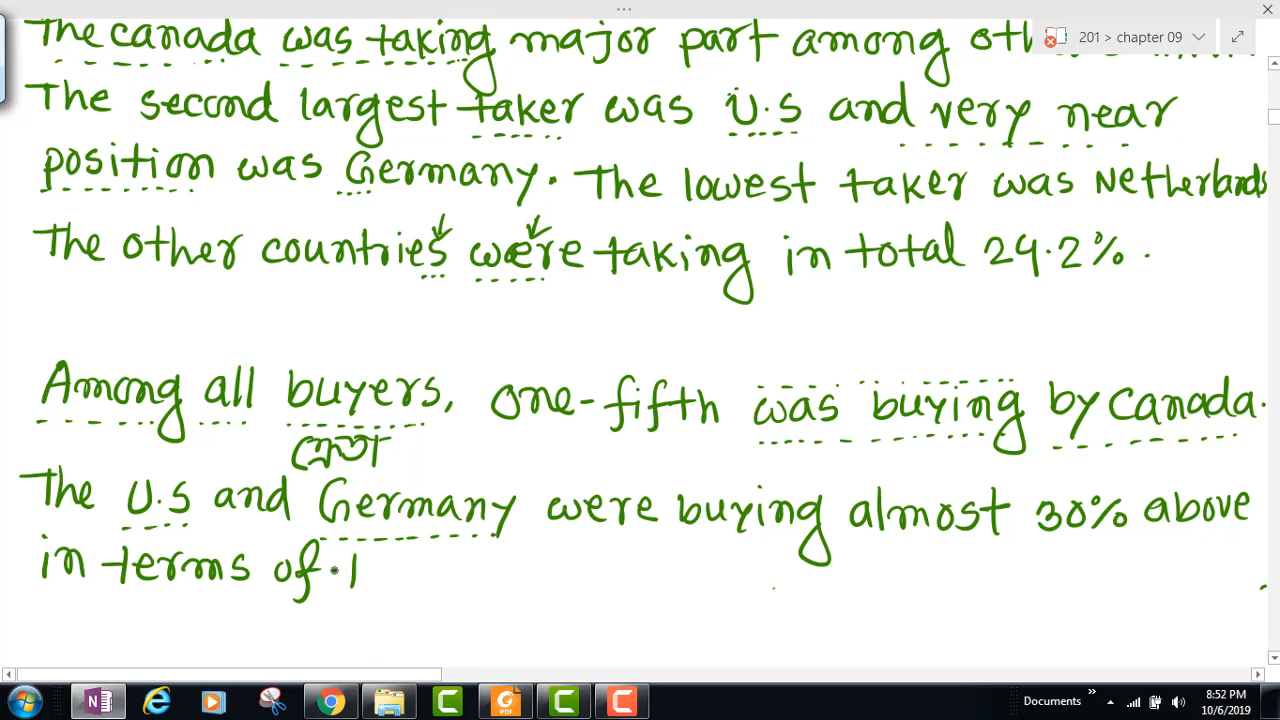 The canada was taking major part among
201 > chapter 09
The second largest taker was U.S and very near
position was Germany. The lowest taker was Netherlands
The other countries were taking in total 24.2%.
Among all buyers, one-fifth was buying by Canada.
ক্রেতা
The U.S and Germany were buying almost 30% above
in terms of
Documents
8:52 PM
10/6/2019